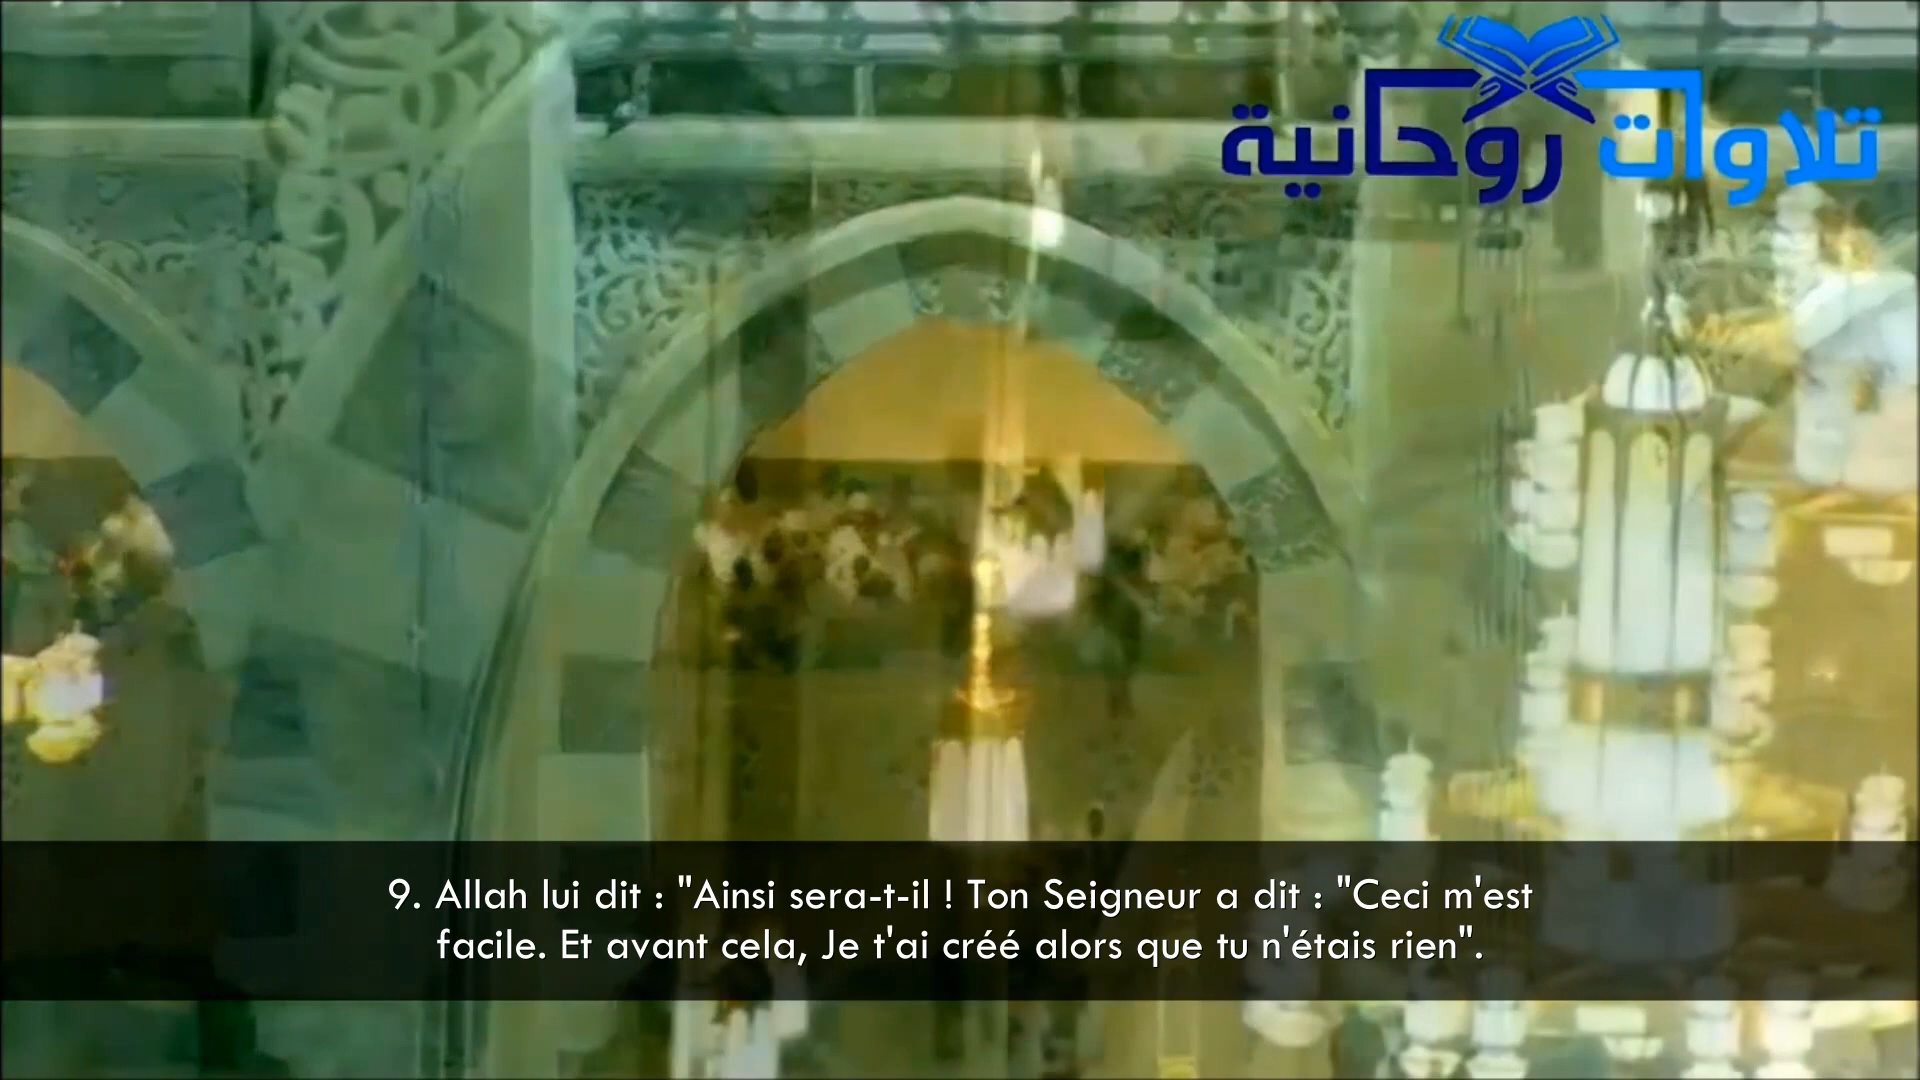 تلاوات روحانية
9. Allah lui dit : "Ainsi sera-t-il ! Ton Seigneur a dit : "Ceci m'est
facile. Et avant cela, Je t'ai créé alors que tu n'étais rien".